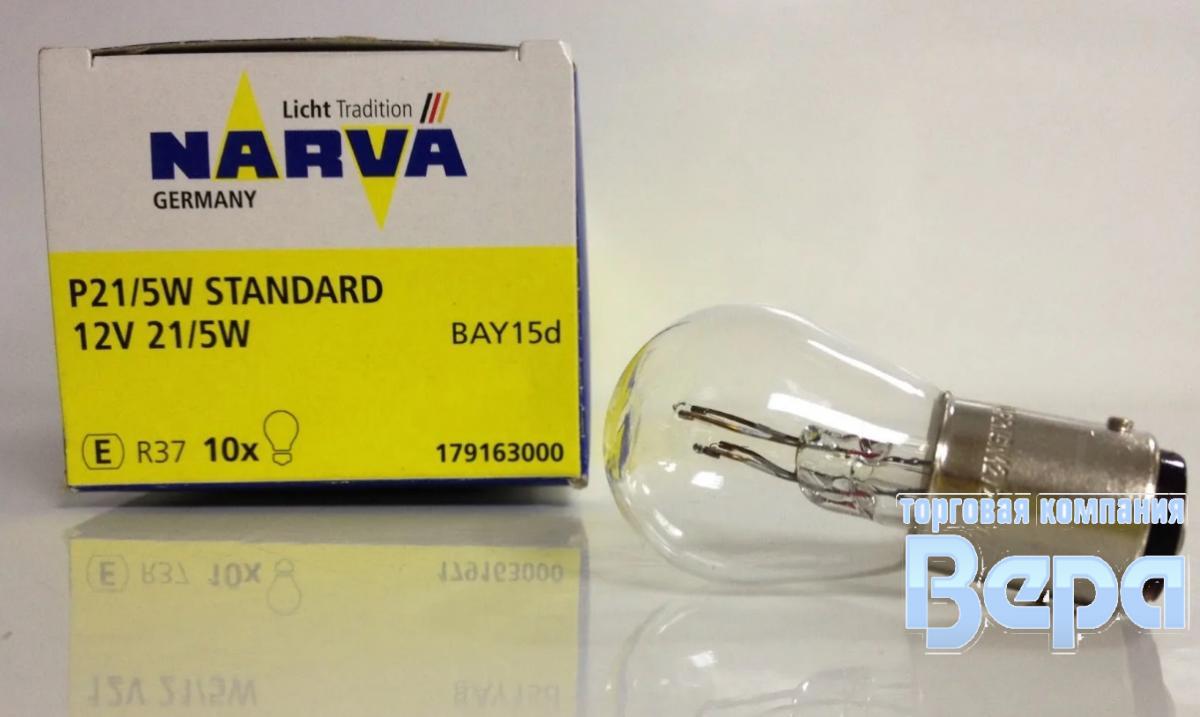 Licht Tradition
NARVA
GERMANY
P21/5W STANDARD
12V 21/5W
BAY15d
E R37 10x
179163000
торговая компания
Вера